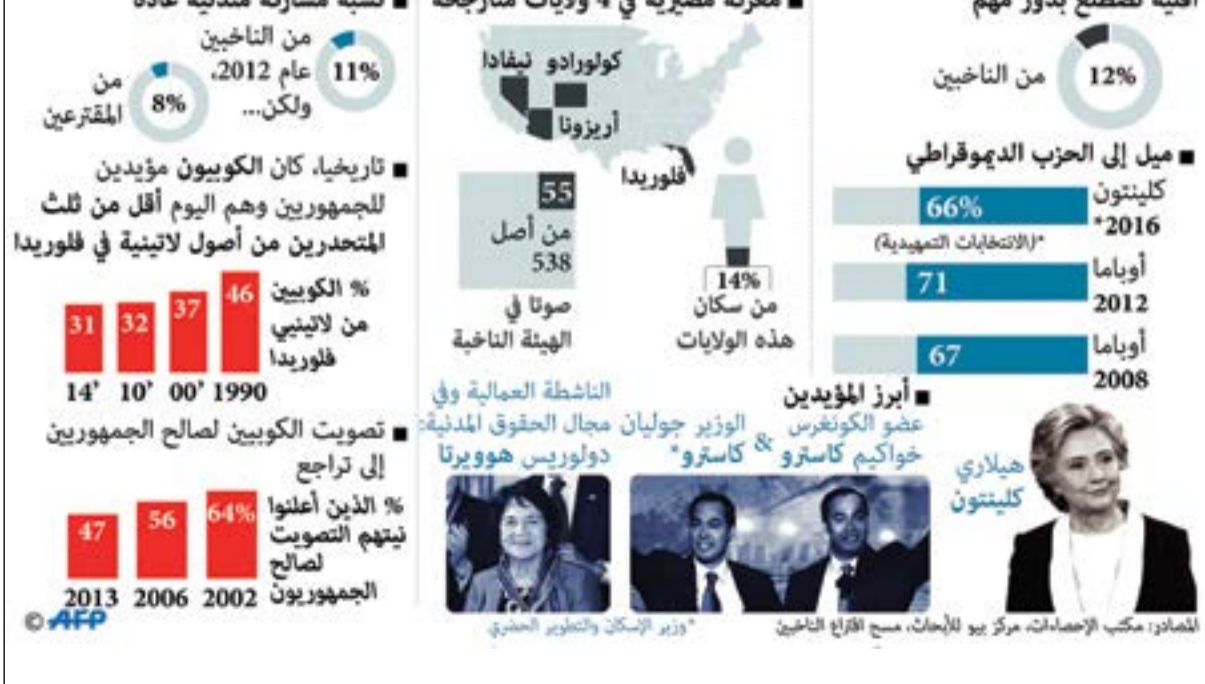 أقلية تضطلع بدور مهم
12%
من الناخبين
■ ميل إلى الحزب الديموقراطي
كلينتون
2016*
66%
*(الانتخابات التمهيدية)
أوباما
2012
71
أوباما
2008
67
هيلاري
كلينتون
■ معركة مصيرية في 4 ولايات متأرجحة
كولورادو نيفادا
أريزونا
فلوريدا
55
من أصل
538
صوتا في
الهيئة الناخبة
14%
من سكان
هذه الولايات
■ أبرز المؤيدين
عضو الكونغرس
خواكيم كاسترو
&
الوزير جوليان
كاسترو*
الناشطة العمالية وفي
مجال الحقوق المدنية:
دولوريس هوويرتا
*وزير الإسكان والتطوير الحضري
■ نسبة مشاركة متدنية عادة
11%
من الناخبين
عام 2012،
ولكن...
8%
من
المقترعين
■ تاريخيا، كان الكوبيون مؤيدين
للجمهوريين وهم اليوم أقل من ثلث
المتحدرين من أصول لاتينية في فلوريدا
% الكوبيين
من لاتينيي
فلوريدا
46
37
32
31
1990
00’
10’
14’
■ تصويت الكوبيين لصالح الجمهوريين
إلى تراجع
% الذين أعلنوا
نيتهم التصويت
لصالح
الجمهوريون
64%
56
47
2002
2006
2013
المصادر: مكتب الإحصاءات، مركز بيو للأبحاث، مسح اقتراع الناخبين
© AFP